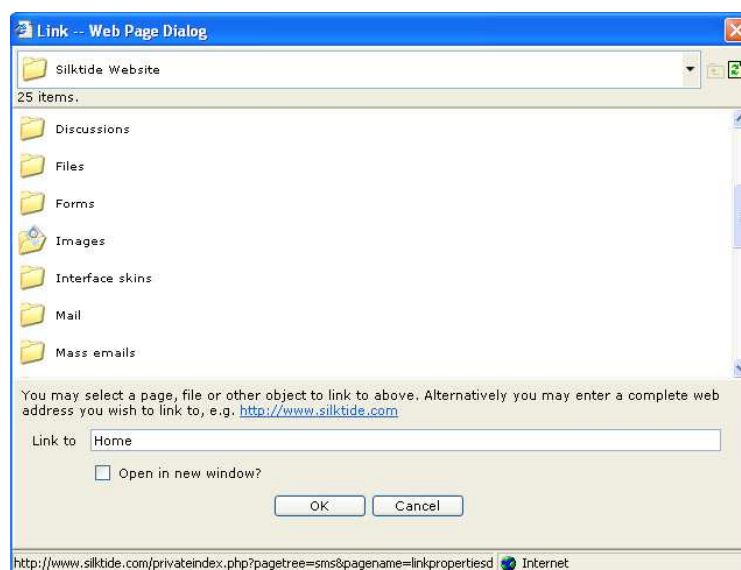 Link -- Web Page Dialog
Silktide Website
25 items.
Discussions
Files
Forms
Images
Interface skins
Mail
Mass emails
You may select a page, file or other object to link to above. Alternatively you may enter a complete web
address you wish to link to, e.g. http://www.silktide.com
Link to Home
Open in new window?
OK Cancel
http://www.silktide.com/privateindex.php?pagetree=sms&pagename=linkpropertiesd Internet